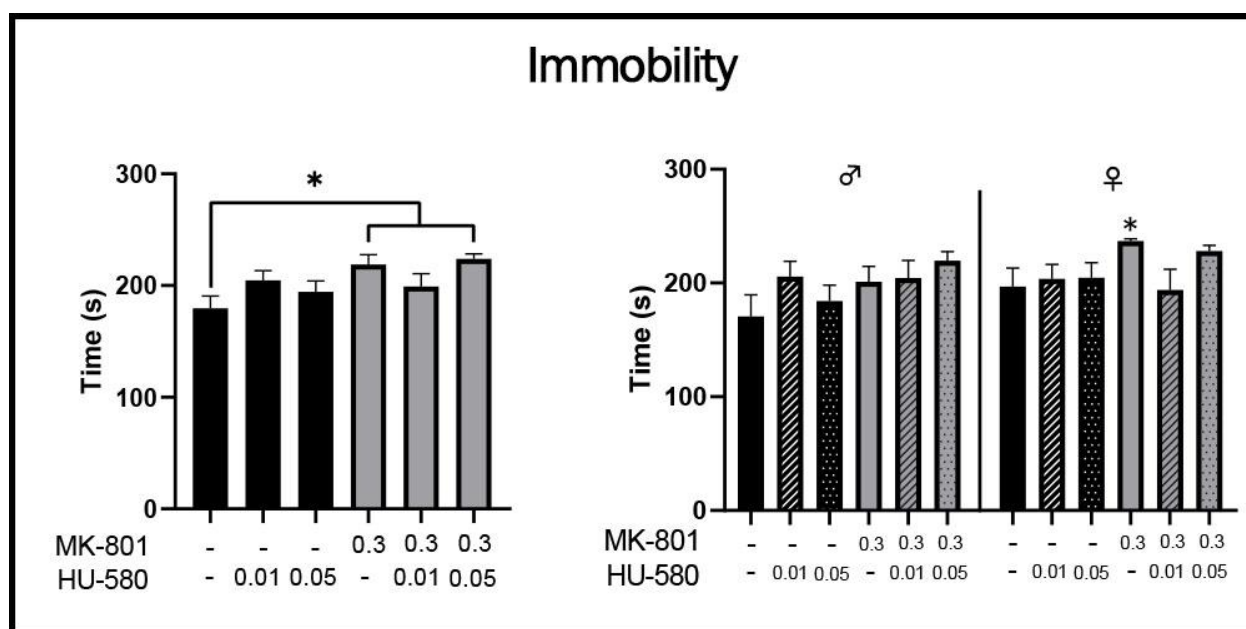 Immobility
300
200
100
0
Time (s)
*
MK-801 - - - 0.3 0.3 0.3
HU-580 - 0.01 0.05 - 0.01 0.05
300
200
100
0
Time (s)
♂ ♀
*
MK-801 - - - 0.3 0.3 0.3 - - - 0.3 0.3 0.3
HU-580 - 0.01 0.05 - 0.01 0.05 - 0.01 0.05 - 0.01 0.05